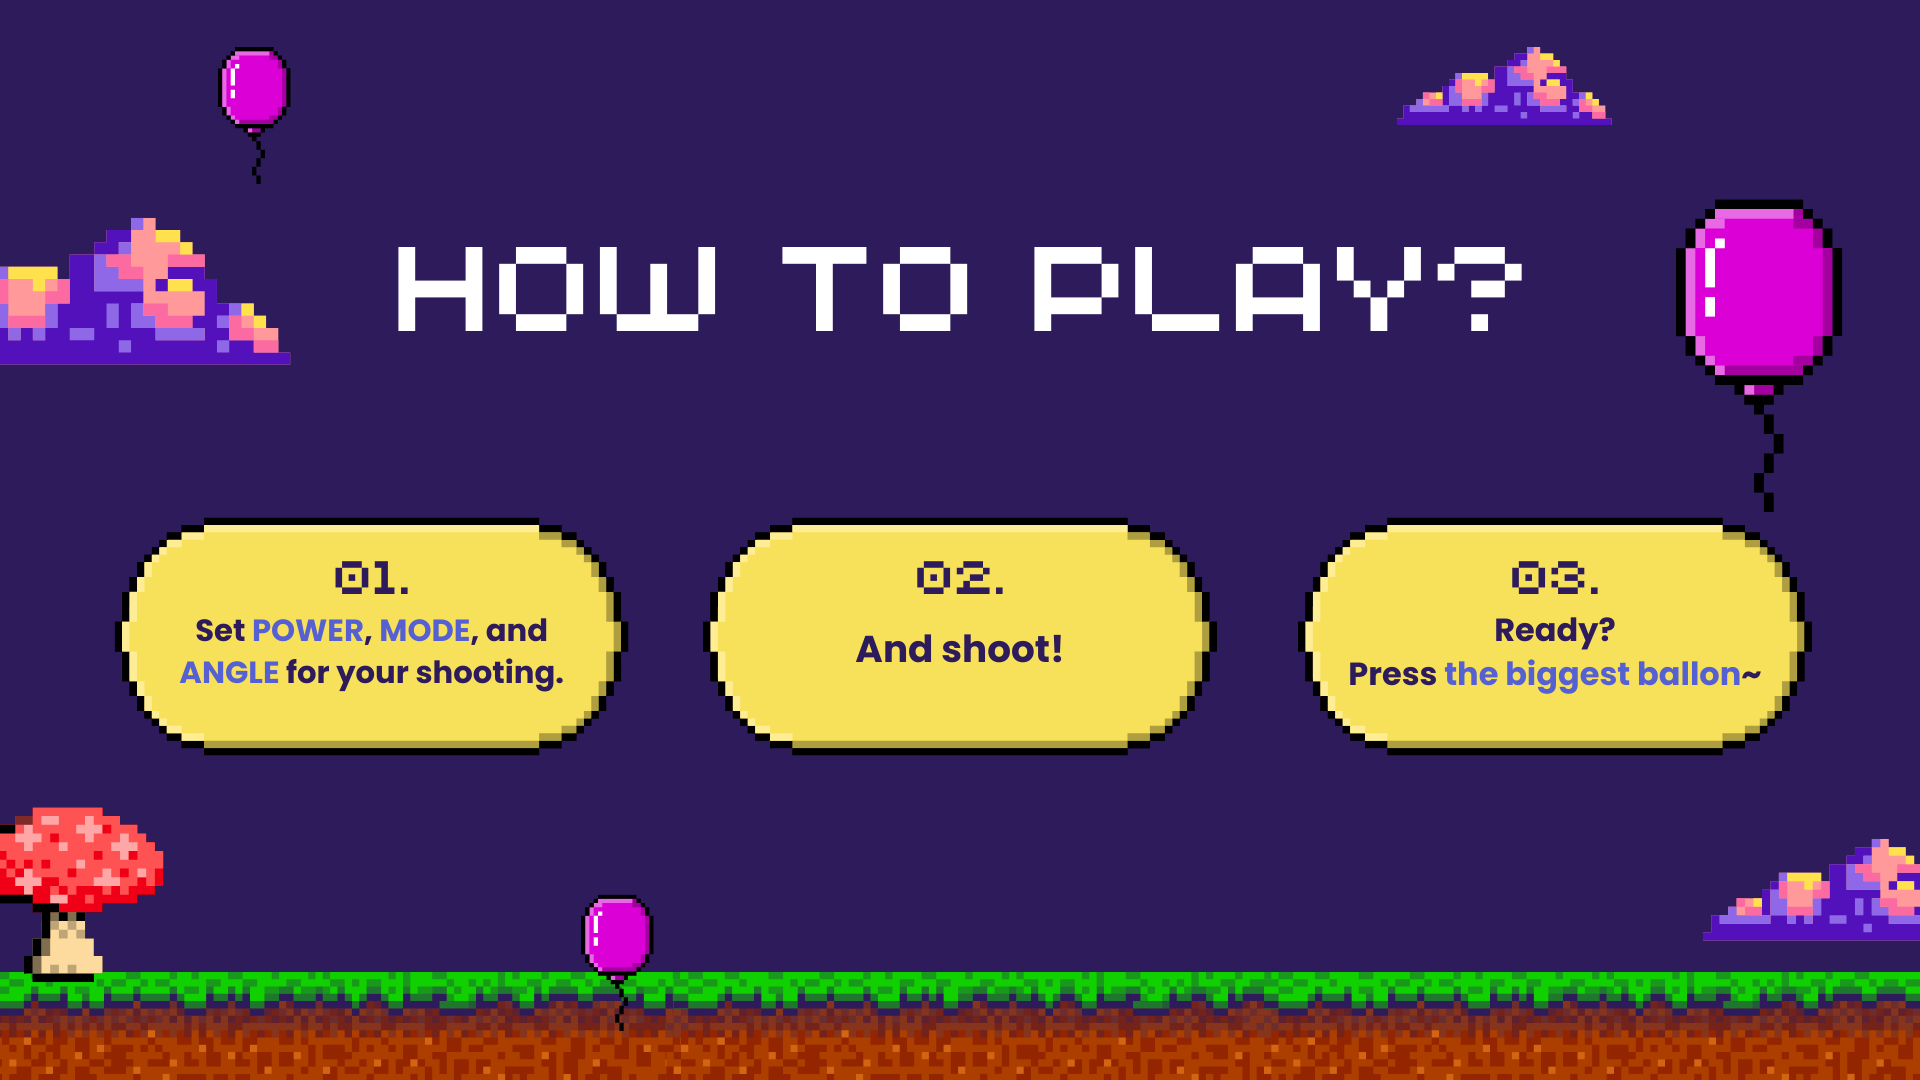 HOW TO PLAY?
01.
Set POWER, MODE, and
ANGLE for your shooting.
02.
And shoot!
03.
Ready?
Press the biggest ballon~